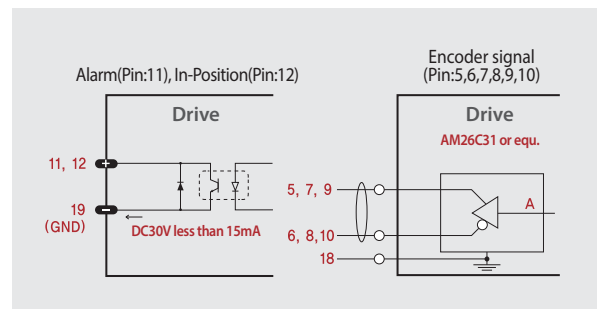 Alarm(Pin:11), In-Position(Pin:12)
Drive
11, 12
+
19
(GND)
−
DC30V less than 15mA
Encoder signal
(Pin:5,6,7,8,9,10)
Drive
AM26C31 or equ.
5, 7, 9
A
6, 8,10
18